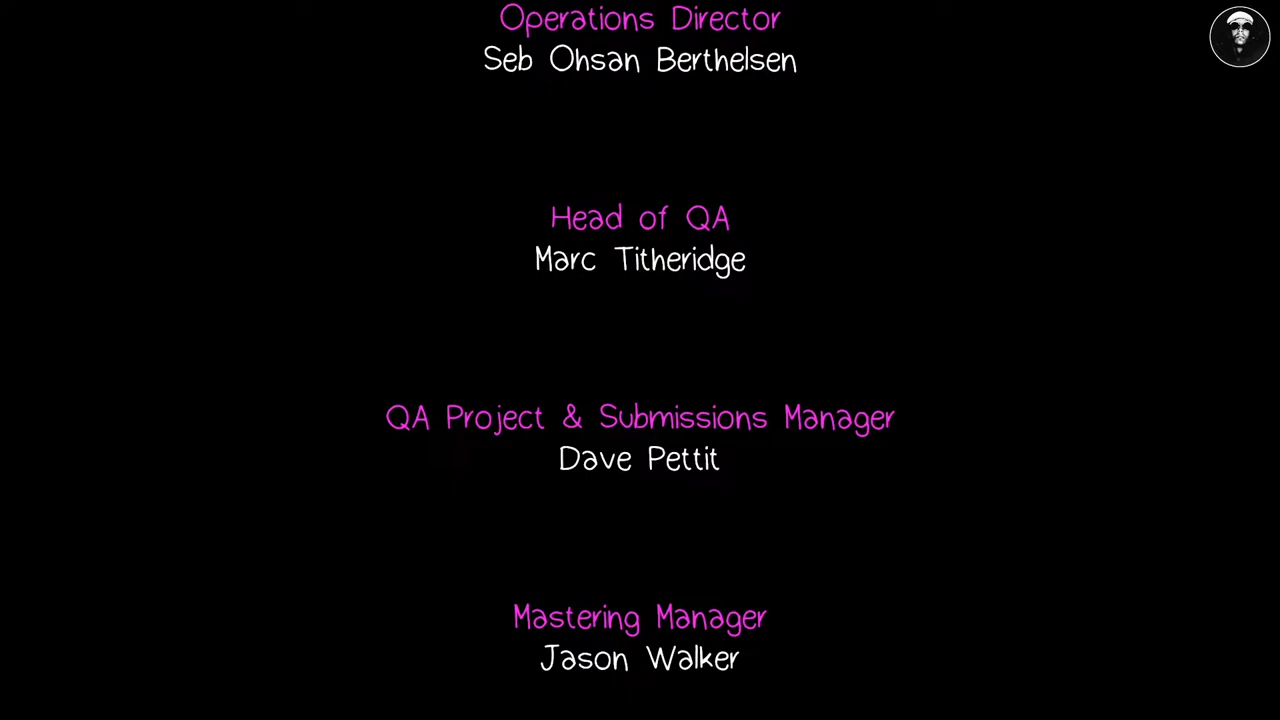 Operations Director
Seb Ohsan Berthelsen
Head of QA
Marc Titheridge
QA Project & Submissions Manager
Dave Pettit
Mastering Manager
Jason Walker